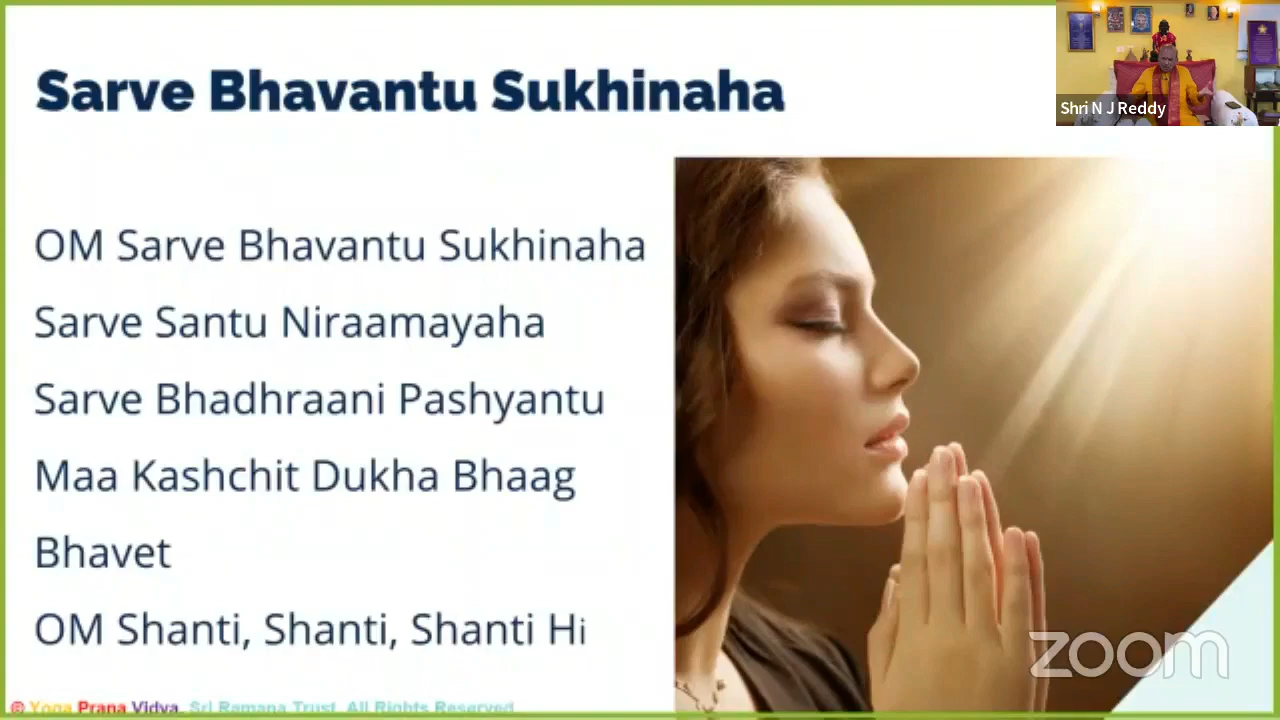 Sarve Bhavantu Sukhinaha
Shri N J Reddy
OM Sarve Bhavantu Sukhinaha
Sarve Santu Niraamayaha
Sarve Bhadhraani Pashyantu
Maa Kashchit Dukha Bhaag
Bhavet
OM Shanti, Shanti, Shanti Hi
zoom
© Yoga Prana Vidya, Sri Ramana Trust, All Rights Reserved